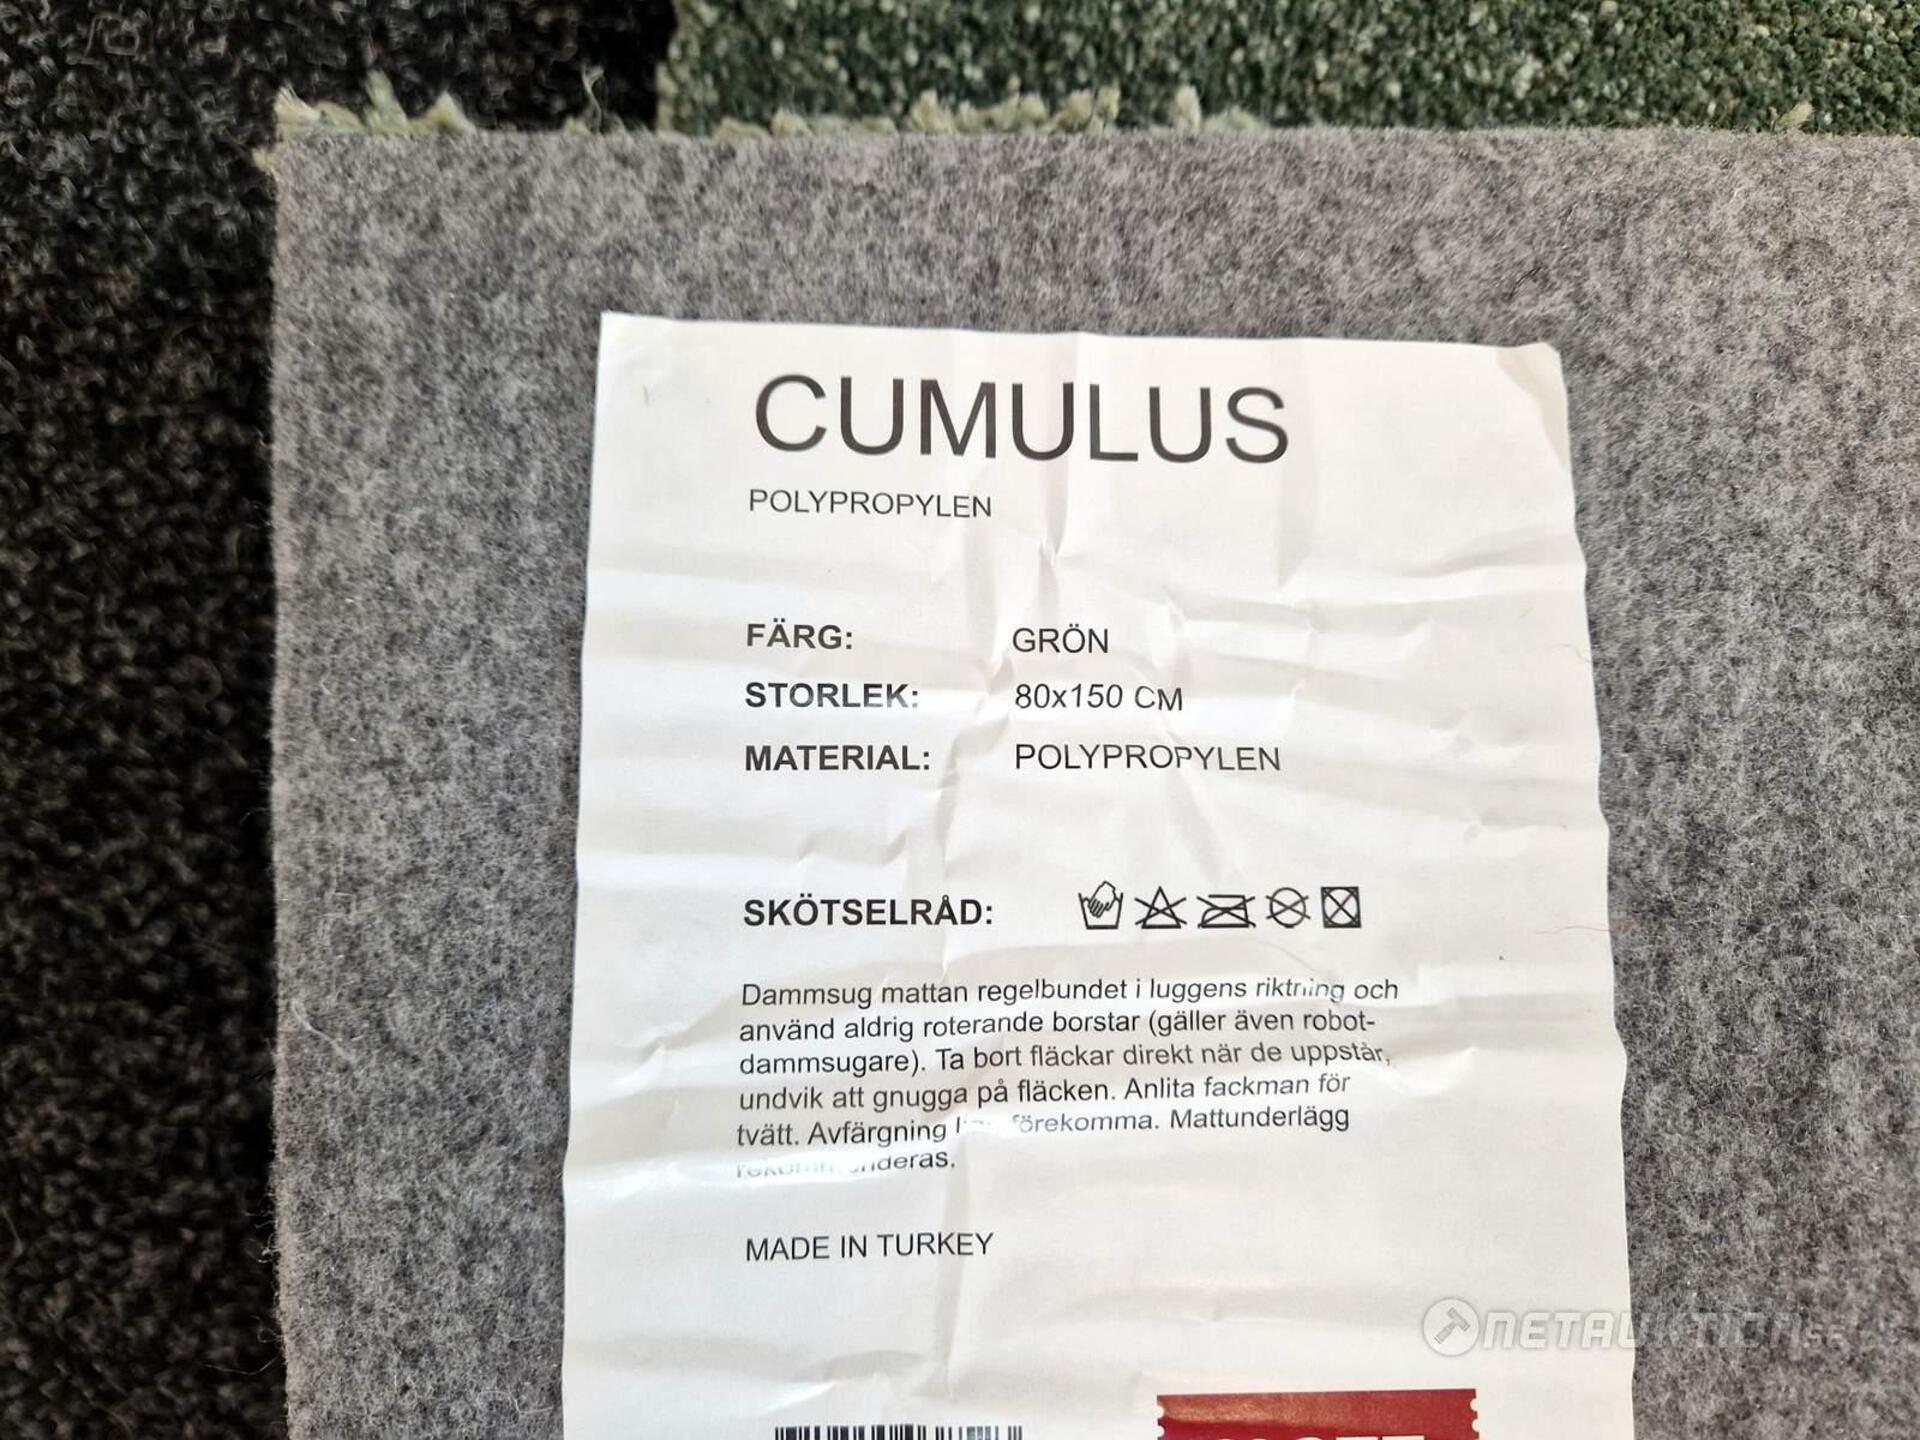 CUMULUS
POLYPROPYLEN
FÄRG: GRÖN
STORLEK: 80x150 CM
MATERIAL: POLYPROPYLEN
SKÖTSELRÅD:
Dammsug mattan regelbundet i luggens riktning och
använd aldrig roterande borstar (gäller även robot-
dammsugare). Ta bort fläckar direkt när de uppstår,
undvik att gnugga på fläcken. Anlita fackman för
tvätt. Avfärgning förekomma. Mattunderlägg
rekommenderas.
MADE IN TURKEY
NETAUKTION.SE